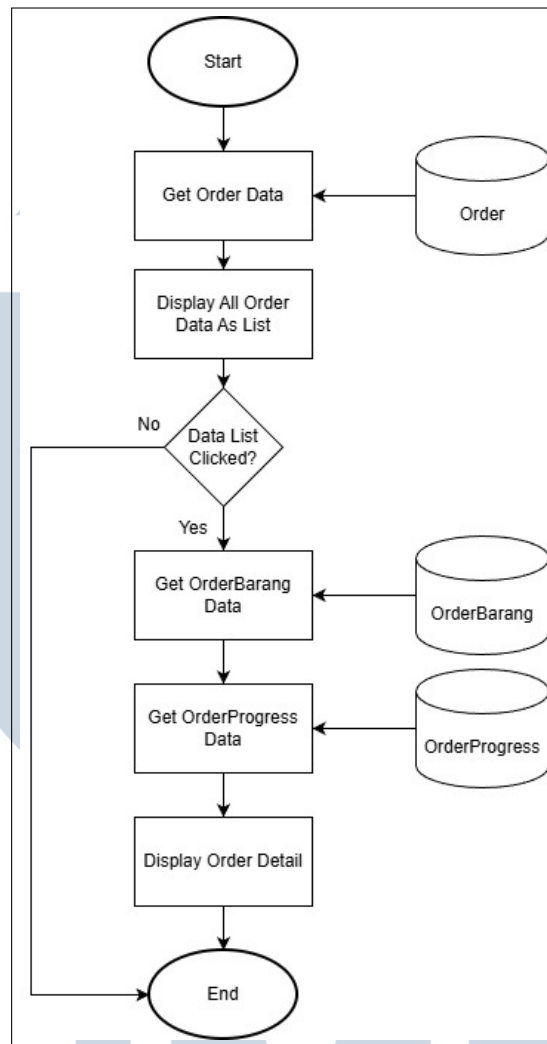 Start
Get Order Data
Order
Display All Order
Data As List
No
Data List
Clicked?
Yes
Get OrderBarang
Data
OrderBarang
Get OrderProgress
Data
OrderProgress
Display Order Detail
End